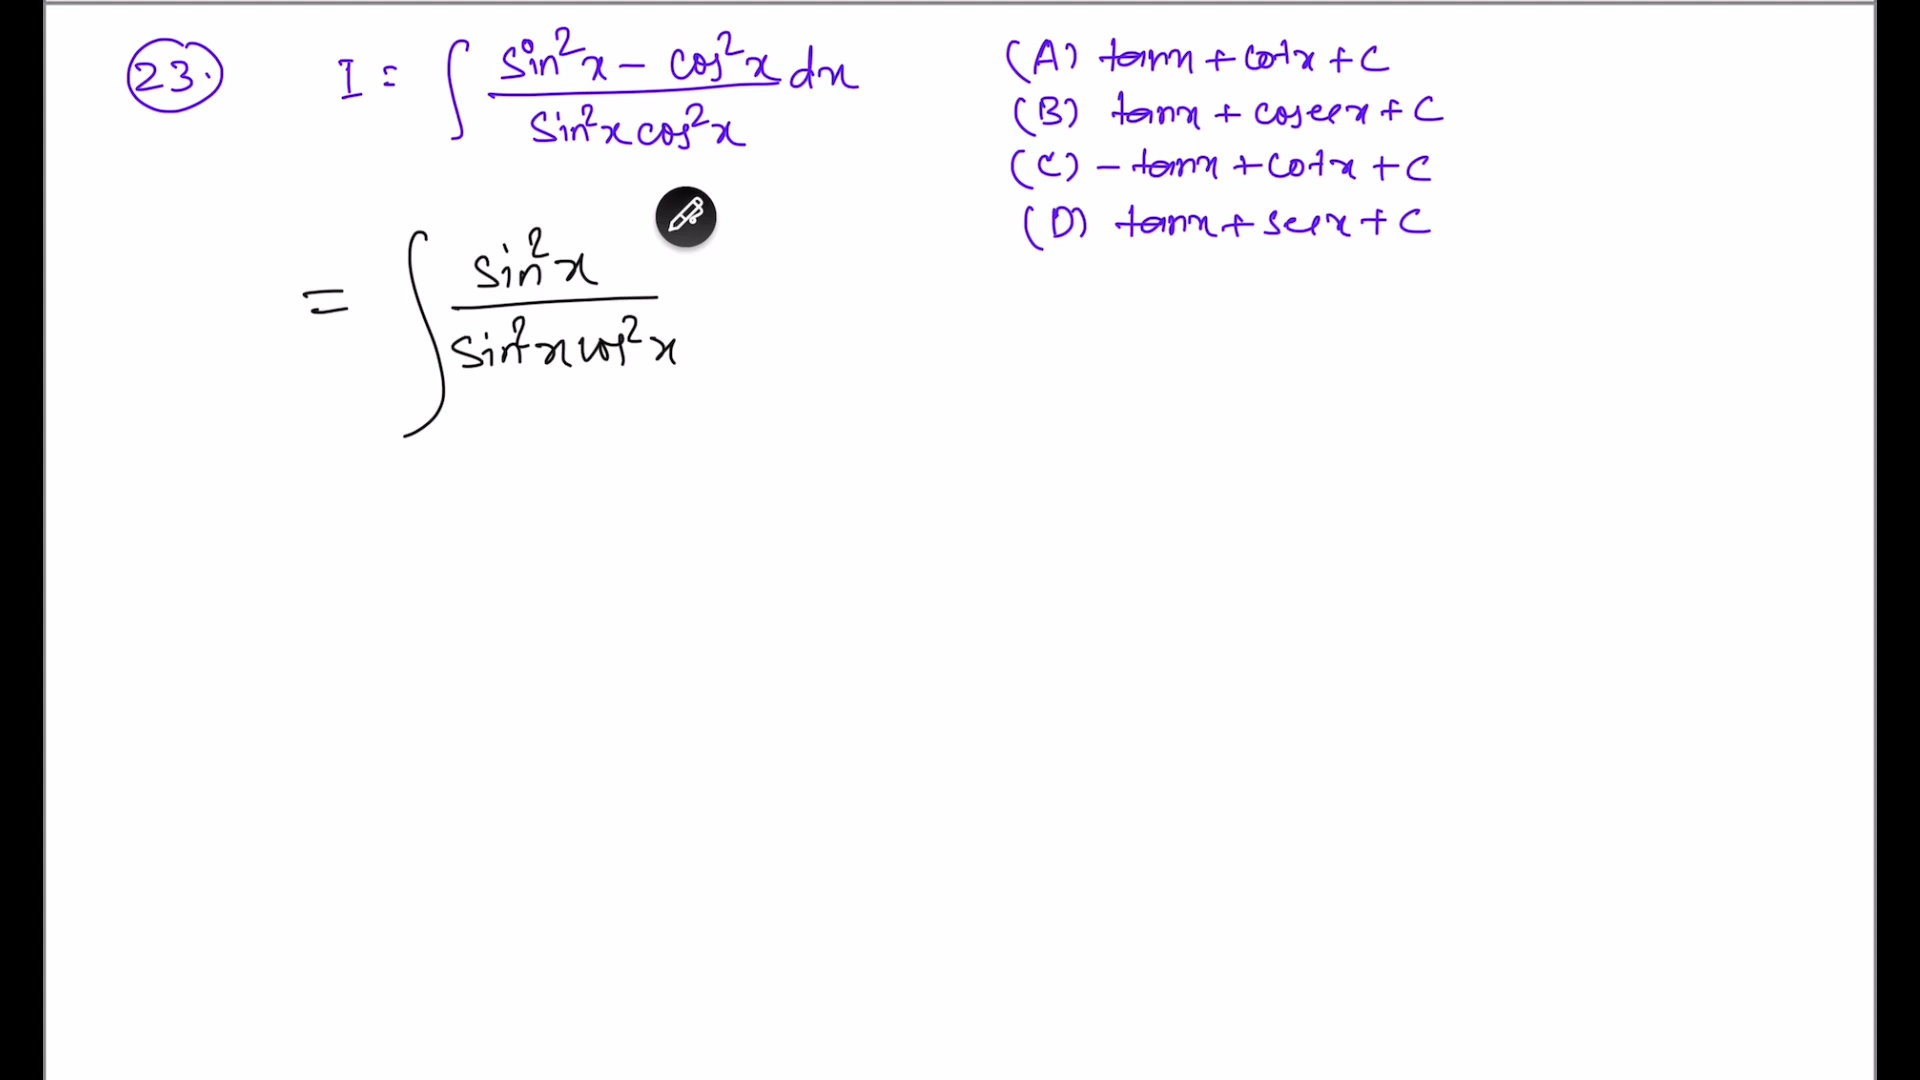 23. I = ∫ (sin²x − cos²x)/(sin²x cos²x) dx
(A) tanx + cotx + C
(B) tanx + cosecx + C
(C) − tanx + cotx + C
(D) tanx + secx + C
= ∫ sin²x/(sin²x cos²x)